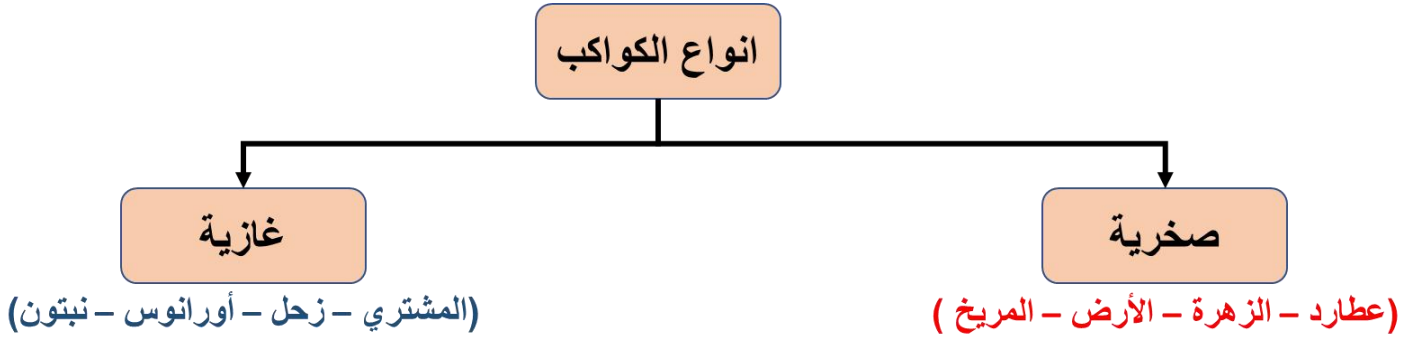 انواع الكواكب
صخرية
غازية
(عطارد – الزهرة – الأرض – المريخ )
(المشتري – زحل – أورانوس – نبتون)